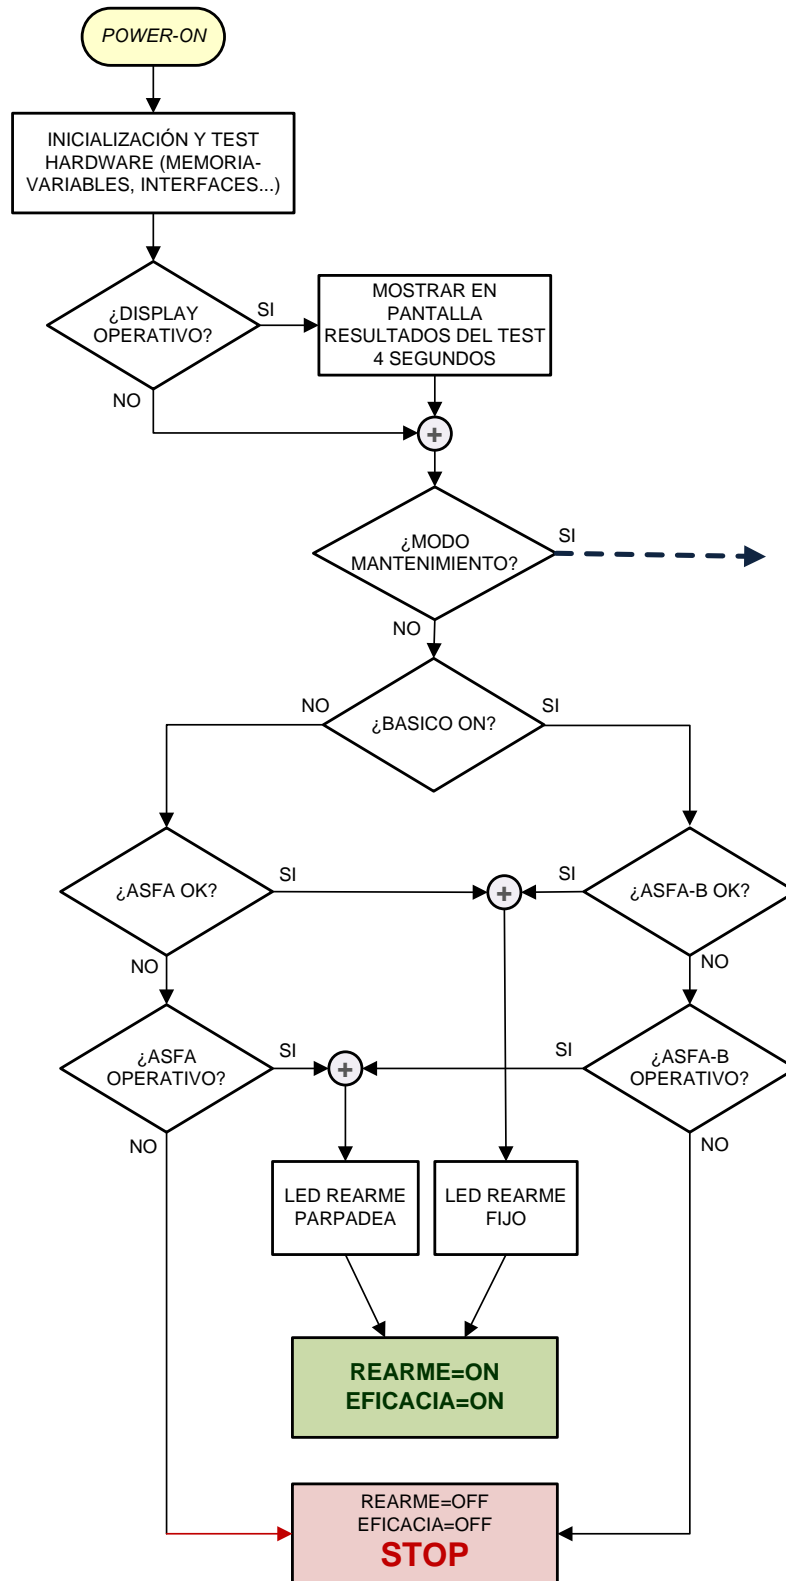 POWER-ON
INICIALIZACIÓN Y TEST
HARDWARE (MEMORIA-
VARIABLES, INTERFACES...)
¿DISPLAY
OPERATIVO?
SI
NO
MOSTRAR EN
PANTALLA
RESULTADOS DEL TEST
4 SEGUNDOS
+
¿MODO
MANTENIMIENTO?
SI
NO
¿BASICO ON?
NO
SI
¿ASFA OK?
SI
NO
+
SI
¿ASFA-B OK?
NO
¿ASFA
OPERATIVO?
SI
NO
+
SI
¿ASFA-B
OPERATIVO?
NO
LED REARME
PARPADEA
LED REARME
FIJO
REARME=ON
EFICACIA=ON
REARME=OFF
EFICACIA=OFF
STOP